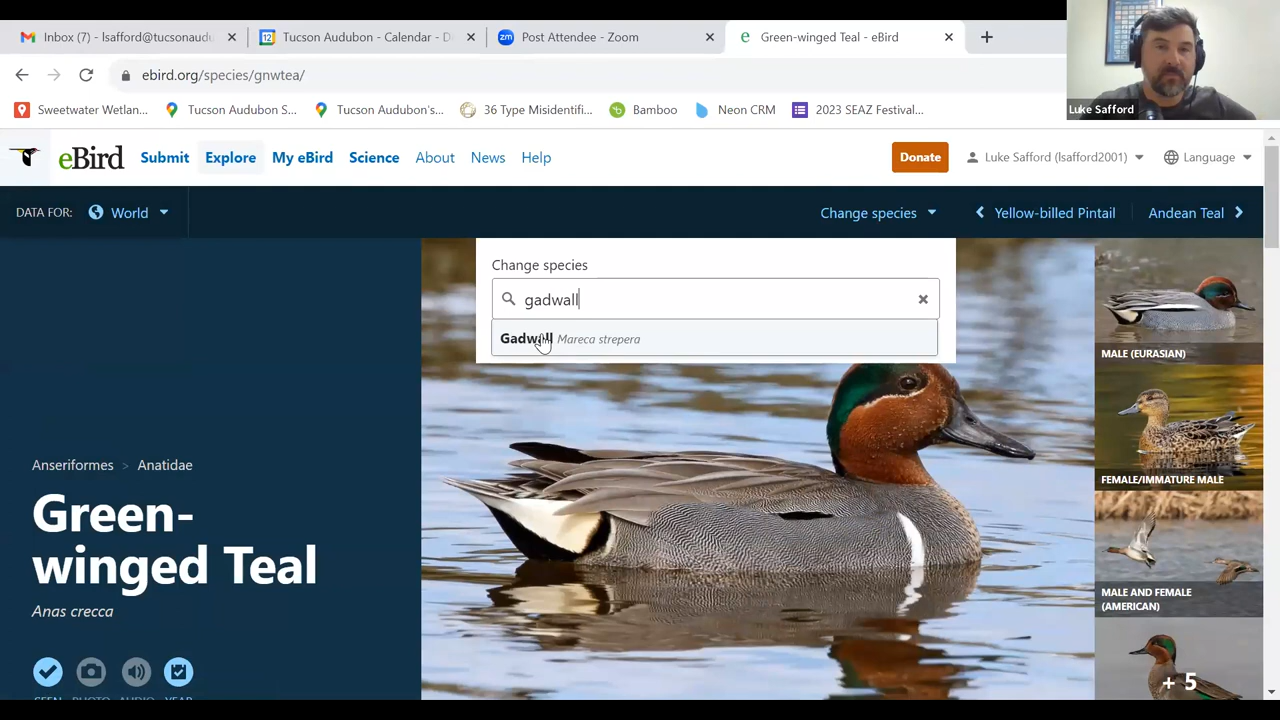 Inbox (7) - lsafford@tucsonaudu
Tucson Audubon - Calendar - D
Post Attendee - Zoom
Green-winged Teal - eBird
ebird.org/species/gnwtea/
Sweetwater Wetlan...
Tucson Audubon S...
Tucson Audubon's...
36 Type Misidentifi...
Bamboo
Neon CRM
2023 SEAZ Festival...
Luke Safford
eBird
Submit
Explore
My eBird
Science
About
News
Help
Donate
Luke Safford (lsafford2001)
Language
DATA FOR:
World
Change species
Yellow-billed Pintail
Andean Teal
Change species
gadwall
Gadwall Mareca strepera
MALE (EURASIAN)
FEMALE/IMMATURE MALE
MALE AND FEMALE
(AMERICAN)
+ 5
Anseriformes > Anatidae
Green-
winged Teal
Anas crecca